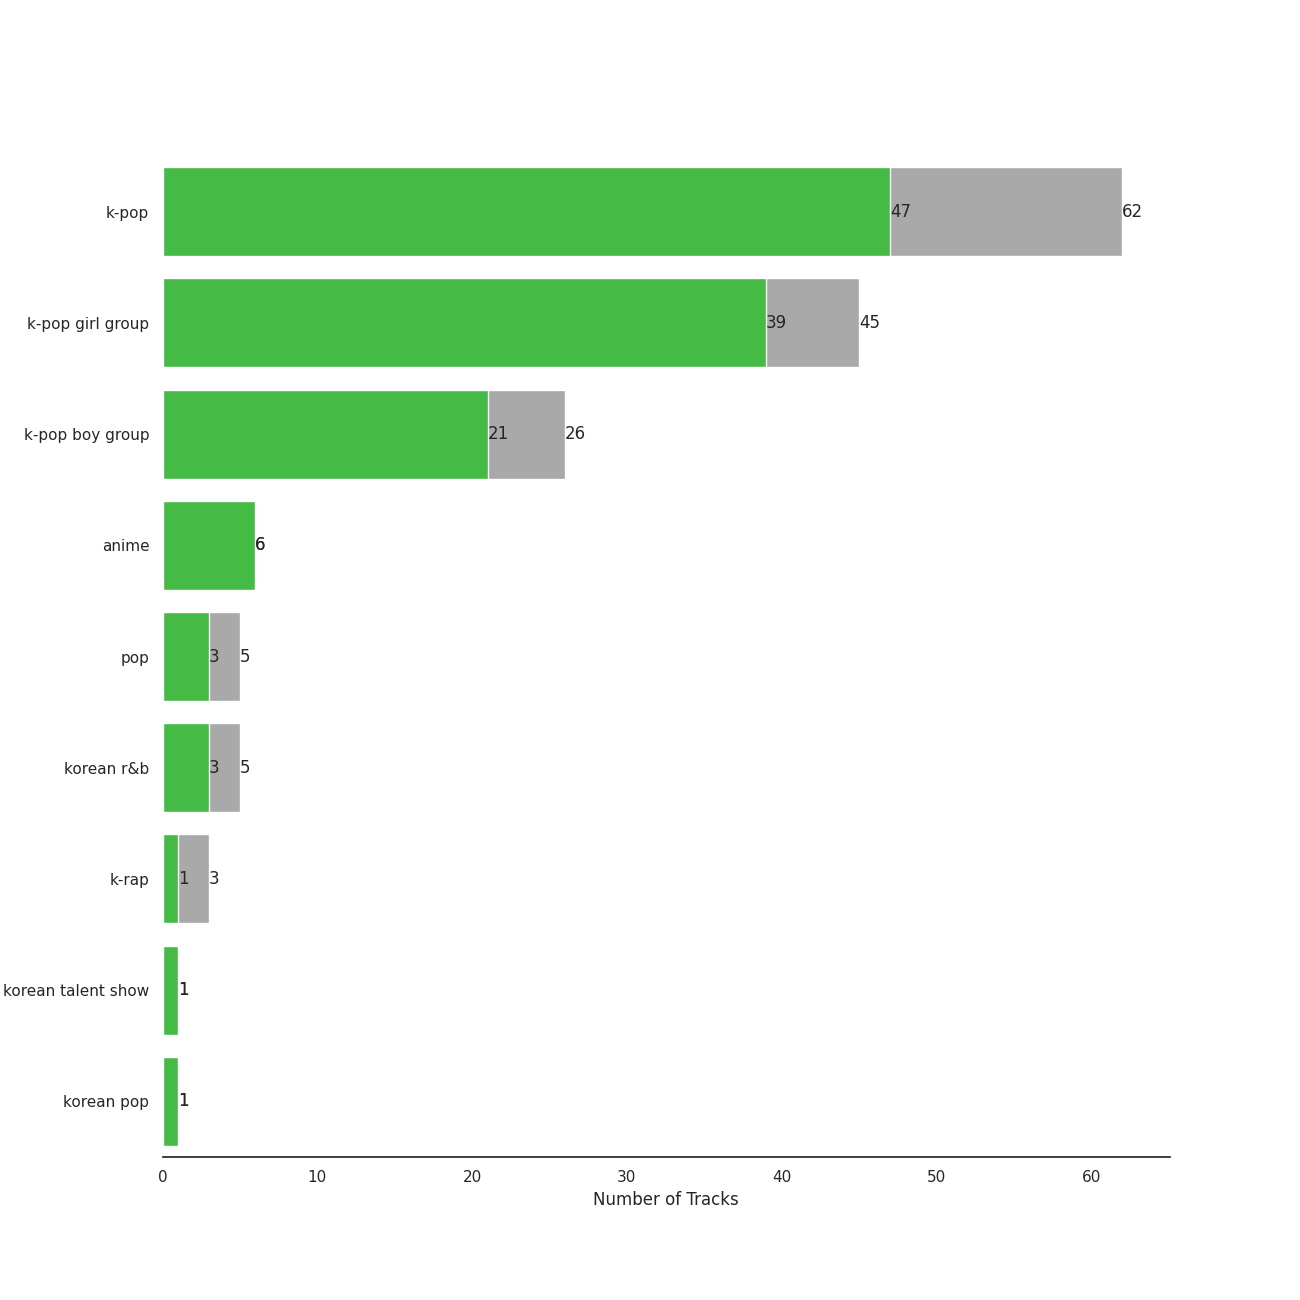 k-pop 47 62
k-pop girl group 39 45
k-pop boy group 21 26
anime 6
pop 3 5
korean r&b 3 5
k-rap 1 3
korean talent show 1
korean pop 1
0 10 20 30 40 50 60
Number of Tracks